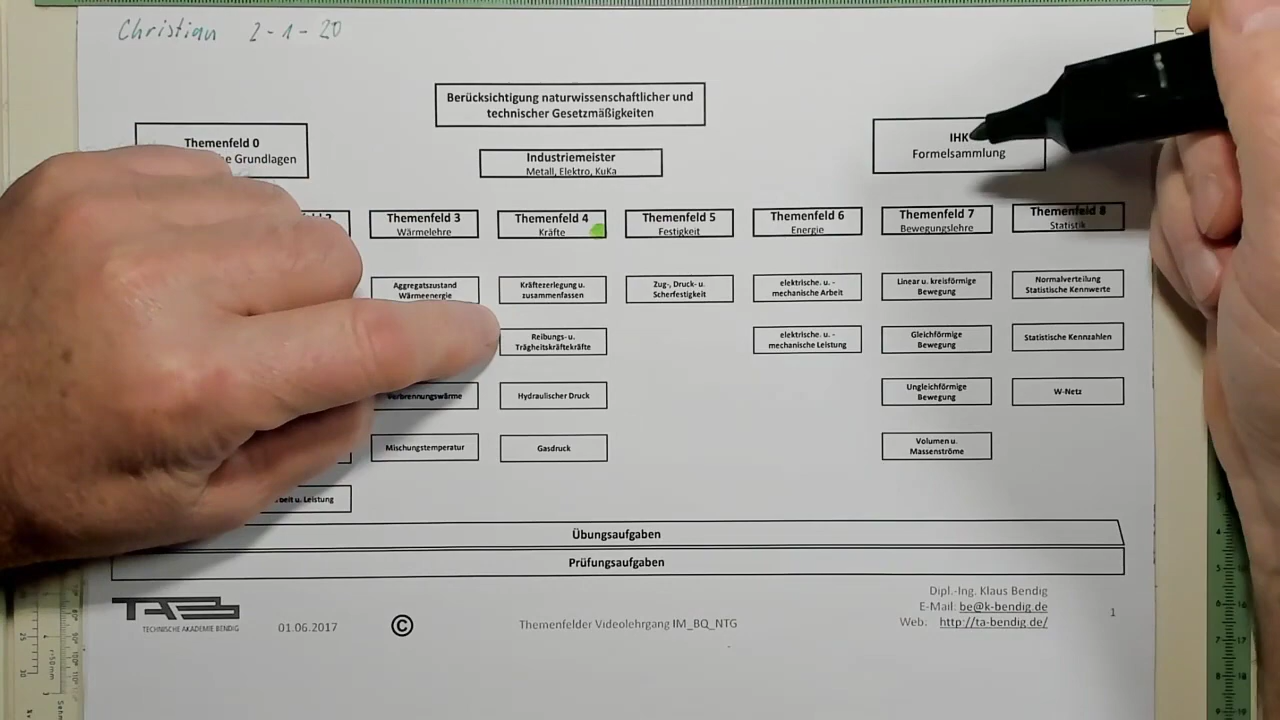 Christian 2-1-20
Berücksichtigung naturwissenschaftlicher und
technischer Gesetzmäßigkeiten
Themenfeld 0
Grundlagen
Industriemeister
Metall, Elektro, KuKa
IHK
Formelsammlung
Themenfeld 3
Wärmelehre
Themenfeld 4
Kräfte
Themenfeld 5
Festigkeit
Themenfeld 6
Energie
Themenfeld 7
Bewegungslehre
Themenfeld 8
Statistik
Aggregatszustand
Wärmeenergie
Kräftezerlegung u.
zusammenfassen
Zug-, Druck- u.
Scherfestigkeit
elektrische. u. -
mechanische Arbeit
Linear u. kreisförmige
Bewegung
Normalverteilung
Statistische Kennwerte
Reibungs- u.
Trägheitskräftekräfte
elektrische. u. -
mechanische Leistung
Gleichförmige
Bewegung
Statistische Kennzahlen
Verbrennungswärme
Hydraulischer Druck
Ungleichförmige
Bewegung
W-Netz
Mischungstemperatur
Gasdruck
Volumen u.
Massenströme
u. Leistung
Übungsaufgaben
Prüfungsaufgaben
TAB
TECHNISCHE AKADEMIE BENDIG
01.06.2017
©
Themenfelder Videolehrgang IM_BQ_NTG
Dipl.-Ing. Klaus Bendig
E-Mail: be@k-bendig.de
Web: http://ta-bendig.de/
1